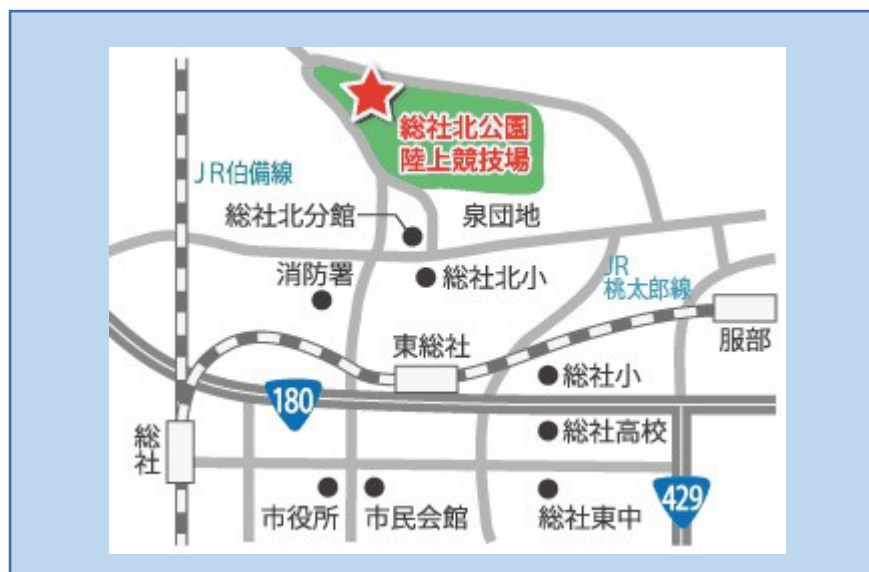 総社北公園
陸上競技場
JR伯備線
総社北分館
泉団地
消防署
総社北小
JR
桃太郎線
服部
東総社
総社小
180
総社
総社高校
市役所
市民会館
総社東中
429